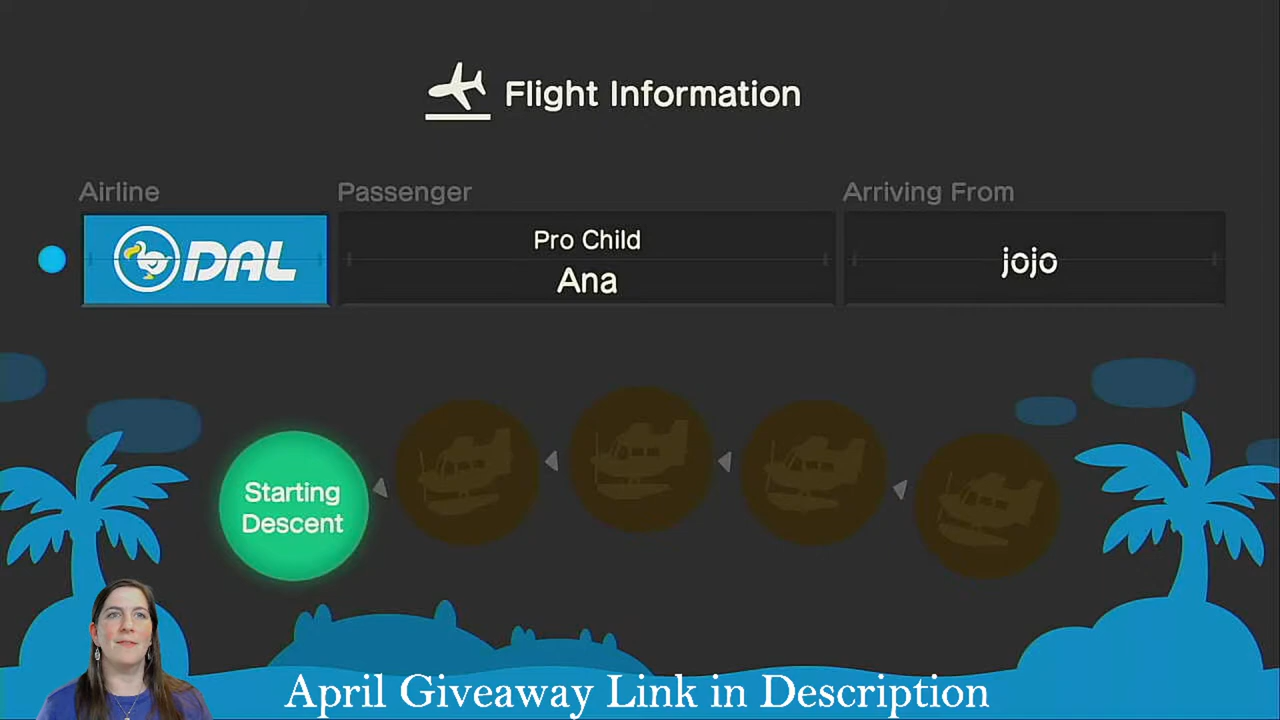 Flight Information
Airline
Passenger
Arriving From
DAL
Pro Child
Ana
jojo
Starting
Descent
April Giveaway Link in Description